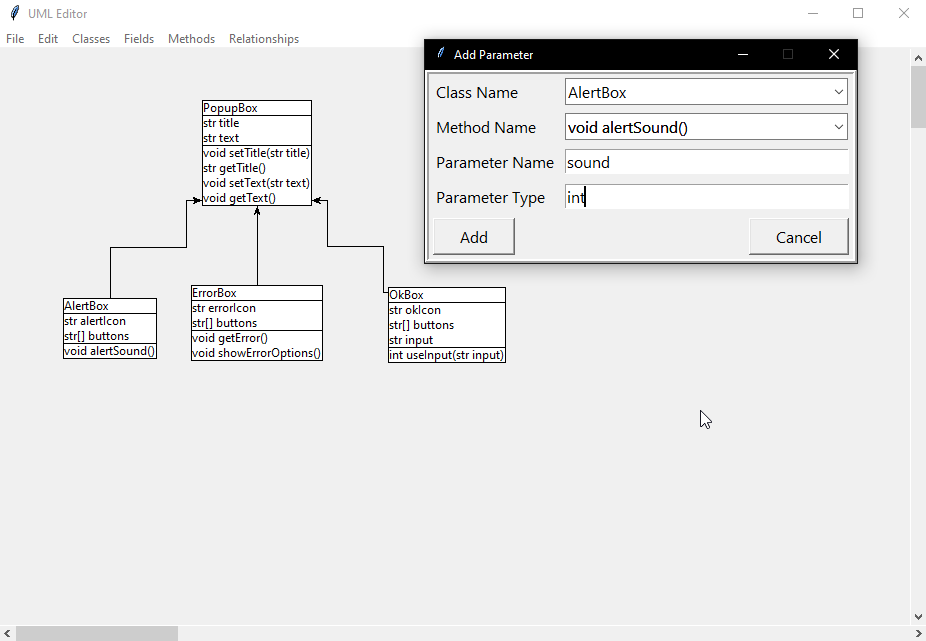 UML Editor
File Edit Classes Fields Methods Relationships
Add Parameter
Class Name AlertBox
Method Name void alertSound()
Parameter Name sound
Parameter Type int
Add Cancel
PopupBox
str title
str text
void setTitle(str title)
str getTitle()
void setText(str text)
void getText()
AlertBox
str alertIcon
str[] buttons
void alertSound()
ErrorBox
str errorIcon
str[] buttons
void getError()
void showErrorOptions()
OkBox
str okIcon
str[] buttons
str input
int useInput(str input)